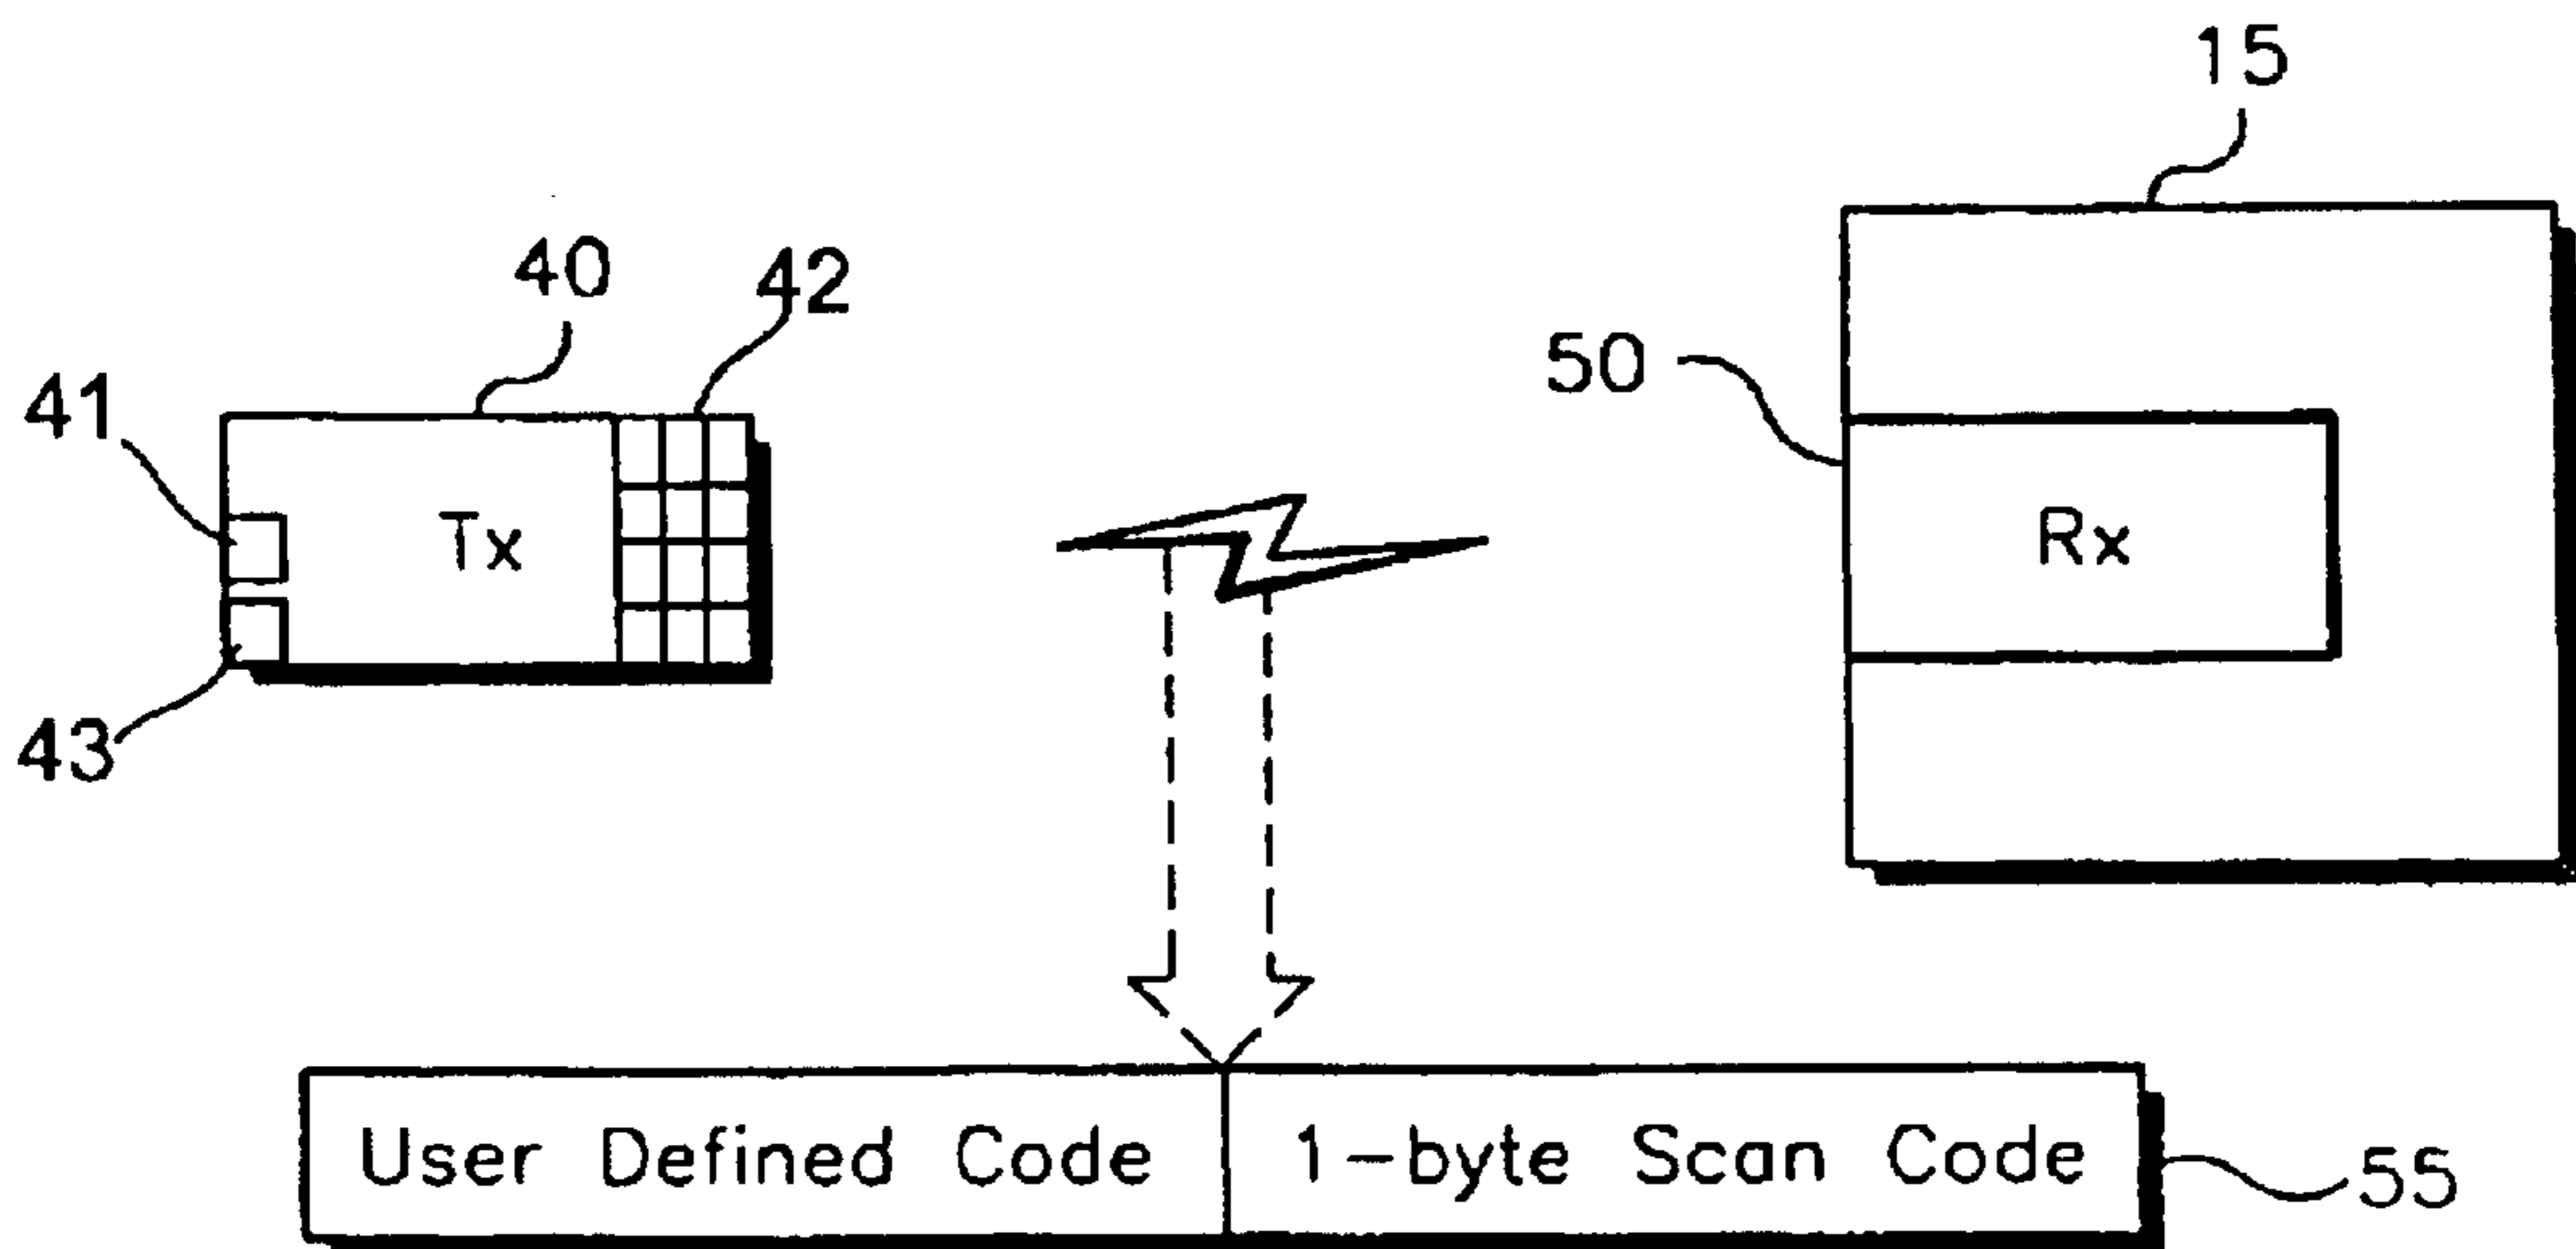 15
40
42
50
41
Tx
Rx
43
User Defined Code
1-byte Scan Code
55